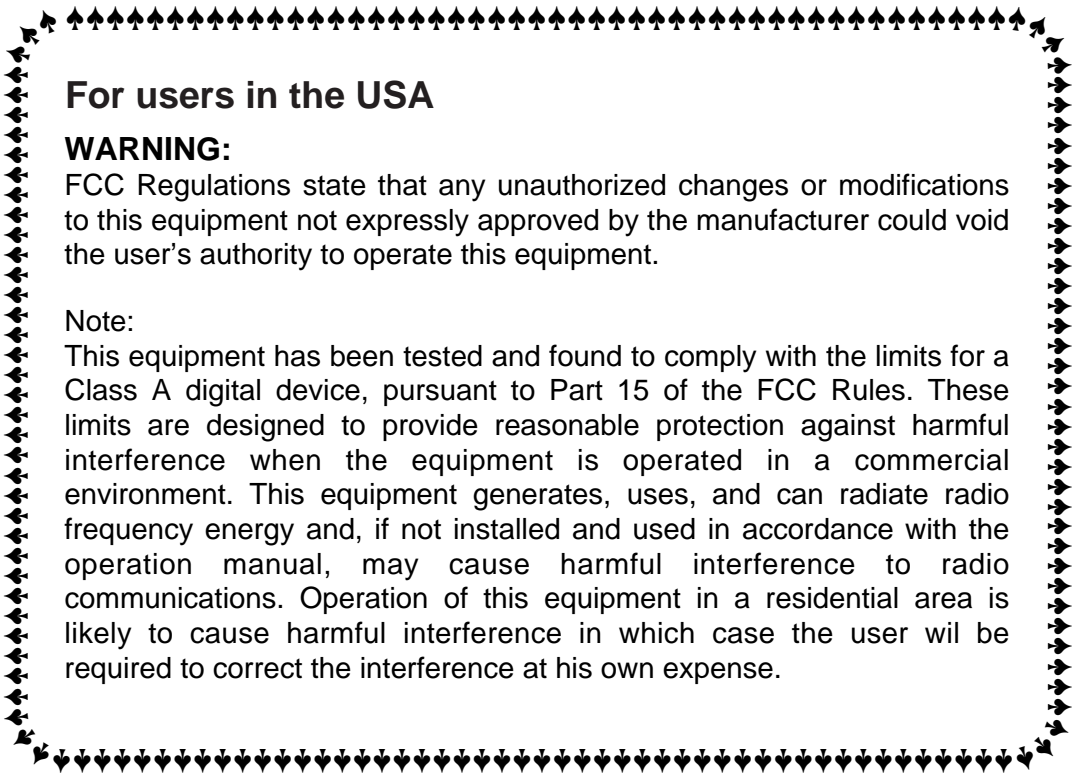 For users in the USA
WARNING:
FCC Regulations state that any unauthorized changes or modifications
to this equipment not expressly approved by the manufacturer could void
the user’s authority to operate this equipment.
Note:
This equipment has been tested and found to comply with the limits for a
Class A digital device, pursuant to Part 15 of the FCC Rules. These
limits are designed to provide reasonable protection against harmful
interference when the equipment is operated in a commercial
environment. This equipment generates, uses, and can radiate radio
frequency energy and, if not installed and used in accordance with the
operation manual, may cause harmful interference to radio
communications. Operation of this equipment in a residential area is
likely to cause harmful interference in which case the user wil be
required to correct the interference at his own expense.